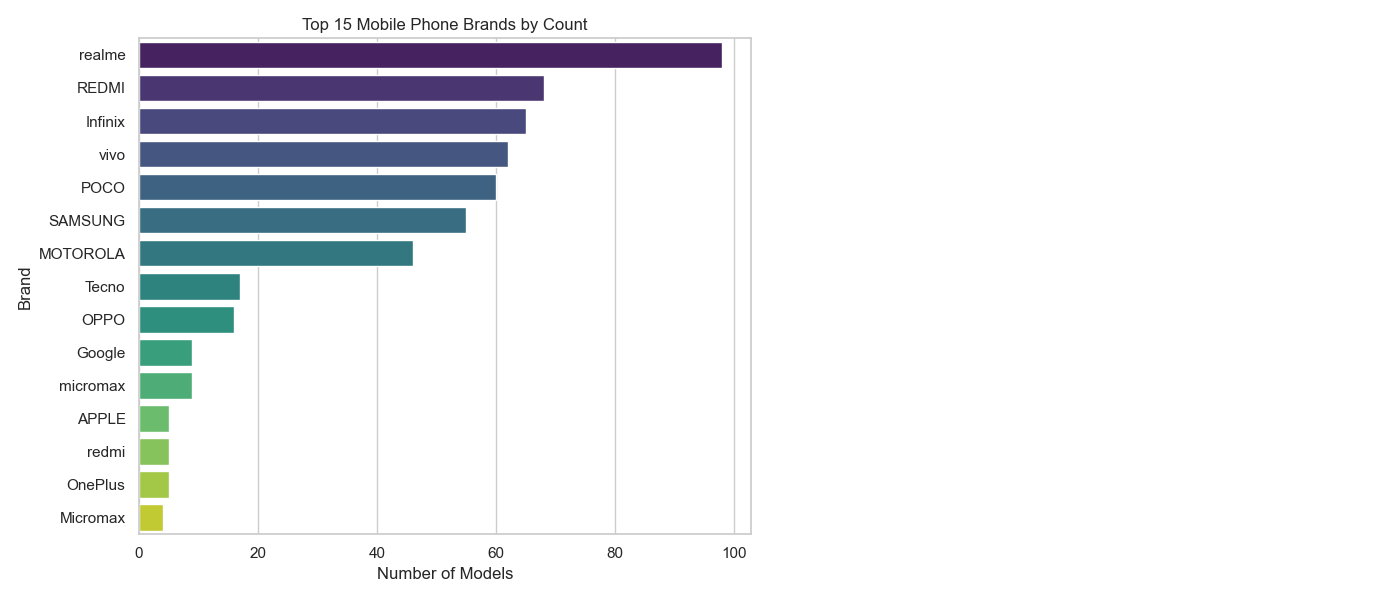 Top 15 Mobile Phone Brands by Count
realme
REDMI
Infinix
vivo
POCO
SAMSUNG
MOTOROLA
Tecno
OPPO
Google
micromax
APPLE
redmi
OnePlus
Micromax
Brand
0 20 40 60 80 100
Number of Models